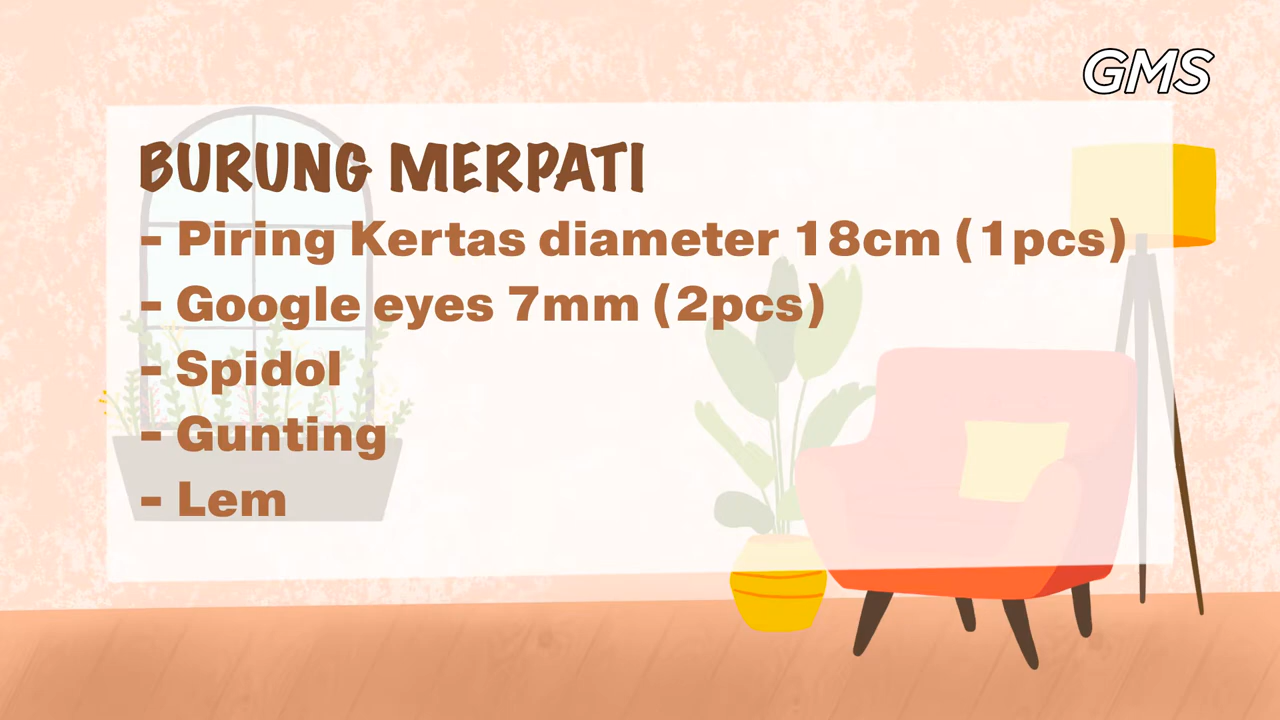 GMS
BURUNG MERPATI
- Piring Kertas diameter 18cm (1pcs)
- Google eyes 7mm (2pcs)
- Spidol
- Gunting
- Lem